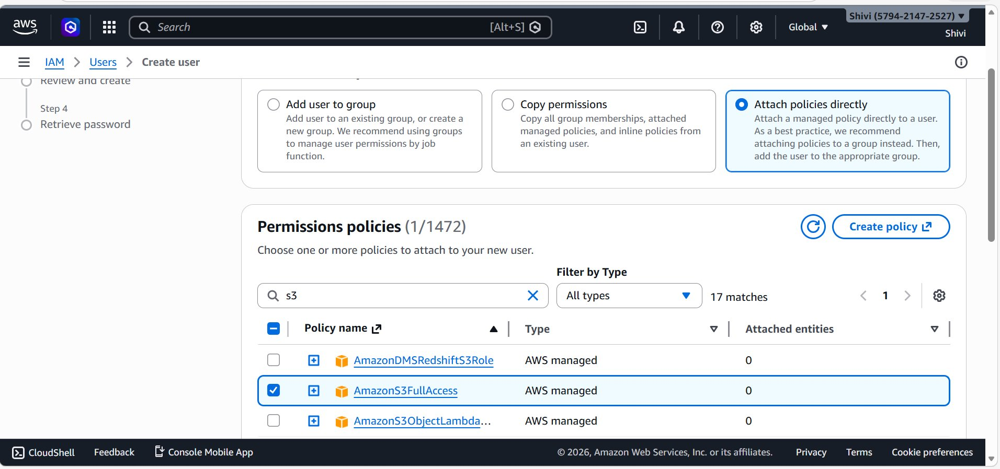 aws
Search
[Alt+S]
Global
Shivi (5794-2147-2527)
Shivi
IAM
Users
Create user
Review and create
Step 4
Retrieve password
Add user to group
Add user to an existing group, or create a
new group. We recommend using groups
to manage user permissions by job
function.
Copy permissions
Copy all group memberships, attached
managed policies, and inline policies from
an existing user.
Attach policies directly
Attach a managed policy directly to a user.
As a best practice, we recommend
attaching policies to a group instead. Then,
add the user to the appropriate group.
Permissions policies (1/1472)
Create policy
Choose one or more policies to attach to your new user.
Filter by Type
s3
All types
17 matches
1
Policy name
Type
Attached entities
AmazonDMSRedshiftS3Role
AWS managed
0
AmazonS3FullAccess
AWS managed
0
AmazonS3ObjectLambda...
AWS managed
0
CloudShell
Feedback
Console Mobile App
© 2026, Amazon Web Services, Inc. or its affiliates.
Privacy
Terms
Cookie preferences